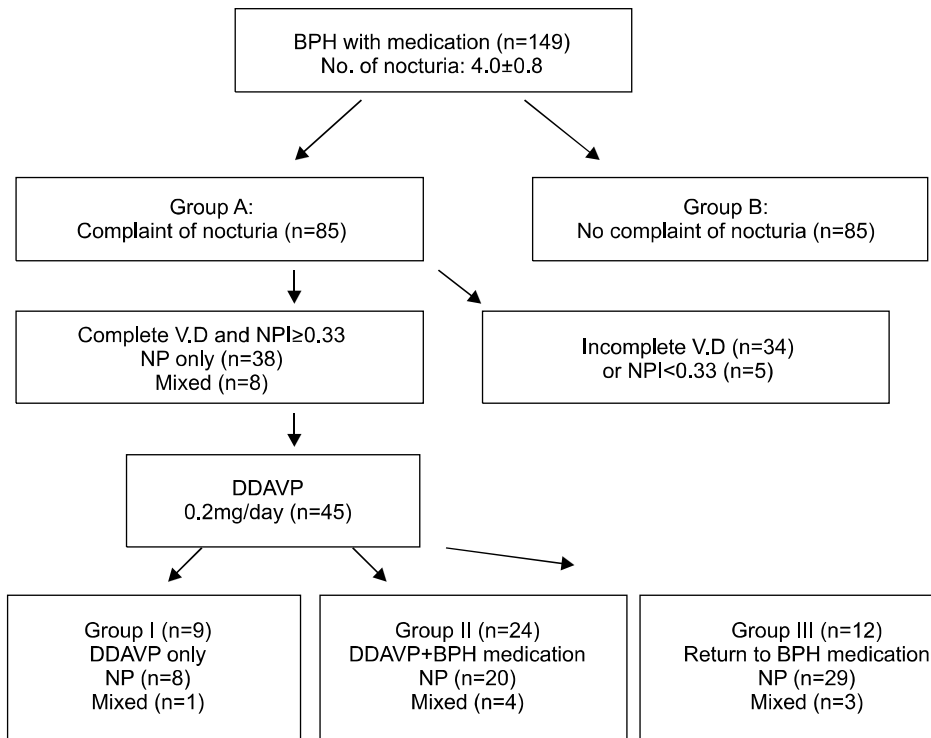 BPH with medication (n=149)
No. of nocturia: 4.0±0.8
Group A:
Complaint of nocturia (n=85)
Group B:
No complaint of nocturia (n=85)
Complete V.D and NPI≥0.33
NP only (n=38)
Mixed (n=8)
Incomplete V.D (n=34)
or NPI<0.33 (n=5)
DDAVP
0.2mg/day (n=45)
Group I (n=9)
DDAVP only
NP (n=8)
Mixed (n=1)
Group II (n=24)
DDAVP+BPH medication
NP (n=20)
Mixed (n=4)
Group III (n=12)
Return to BPH medication
NP (n=29)
Mixed (n=3)